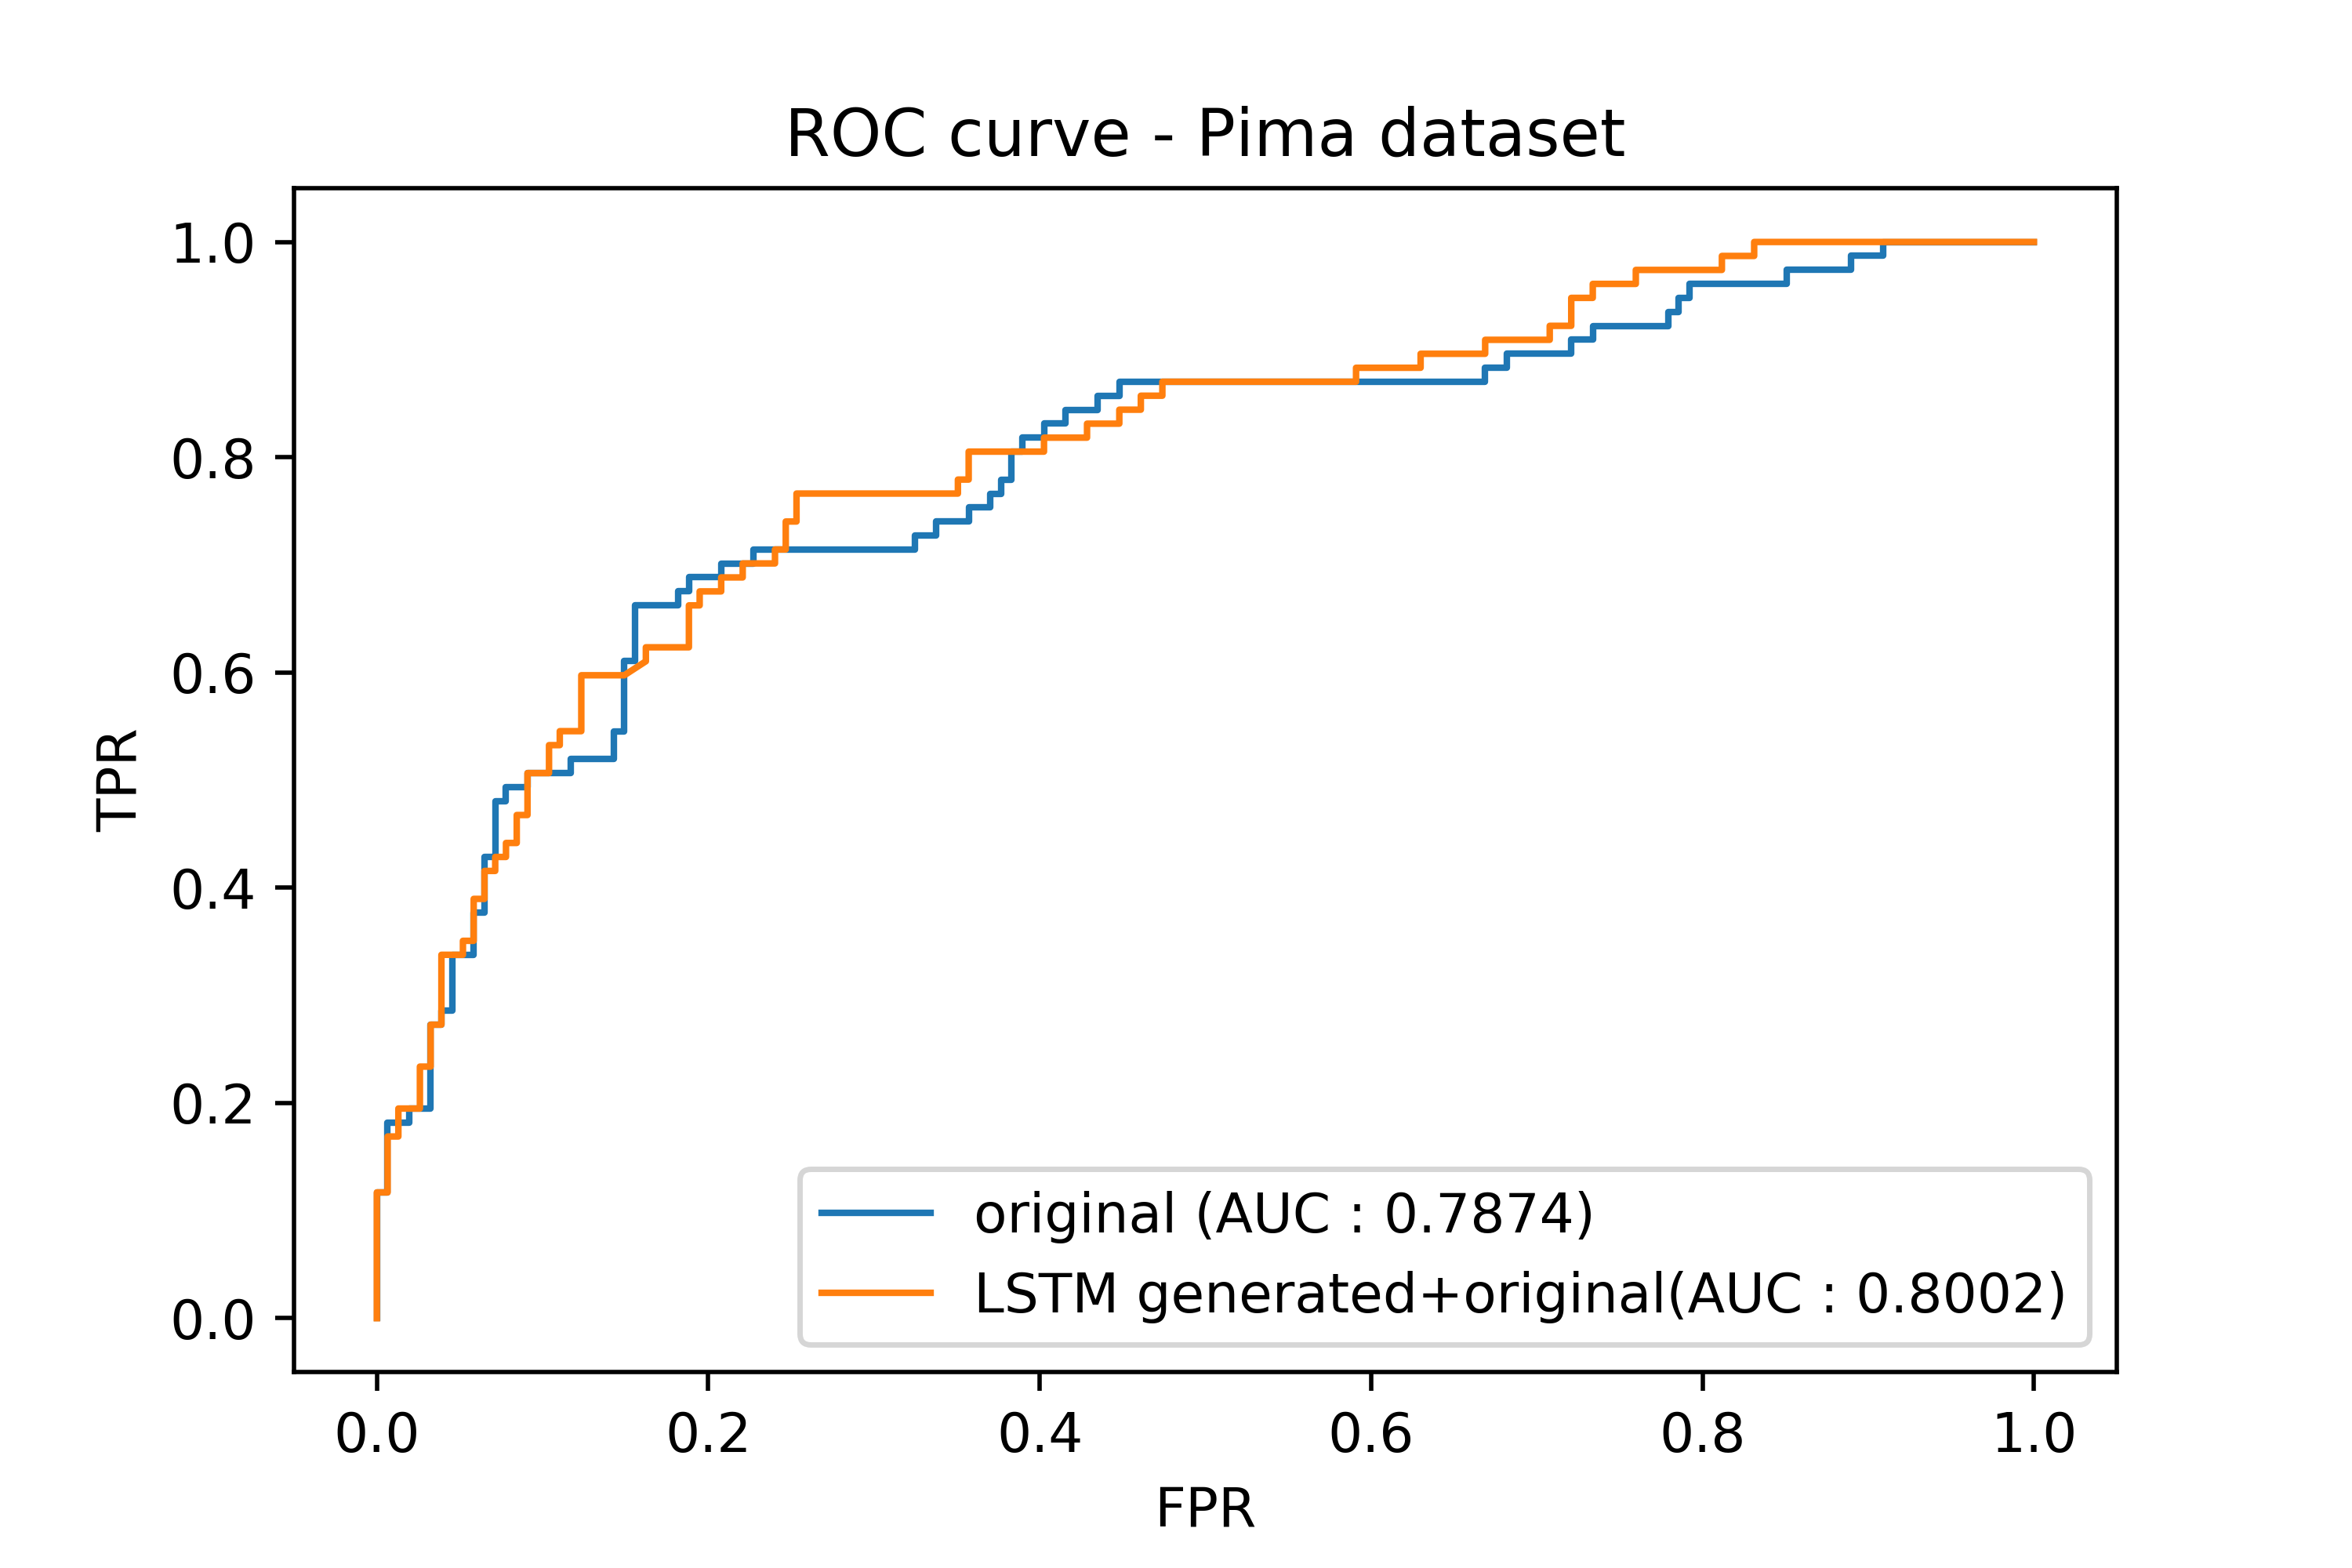 ROC curve - Pima dataset
1.0
0.8
0.6
0.4
0.2
0.0
TPR
original (AUC : 0.7874)
LSTM generated+original(AUC : 0.8002)
0.0 0.2 0.4 0.6 0.8 1.0
FPR